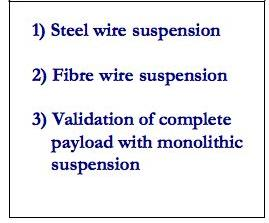 1) Steel wire suspension
2) Fibre wire suspension
3) Validation of complete
payload with monolithic
suspension